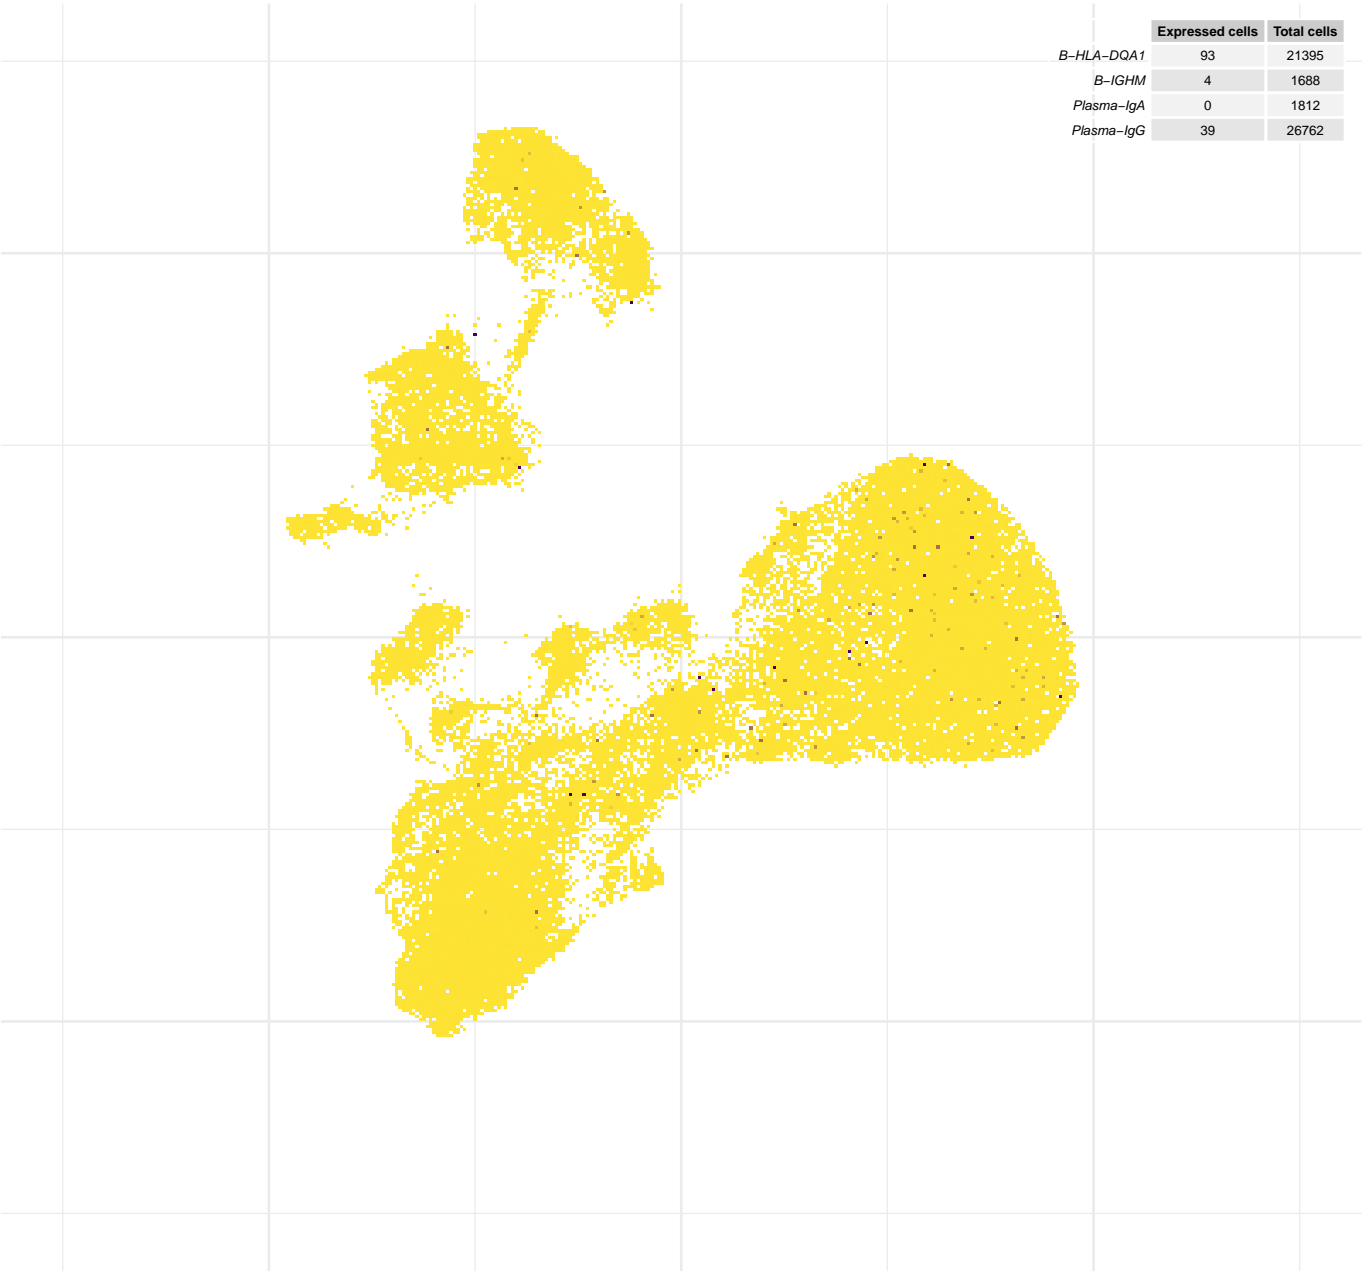 Expressed cells Total cells
B−HLA−DQA1 93 21395
B−IGHM 4 1688
Plasma−IgA 0 1812
Plasma−IgG 39 26762